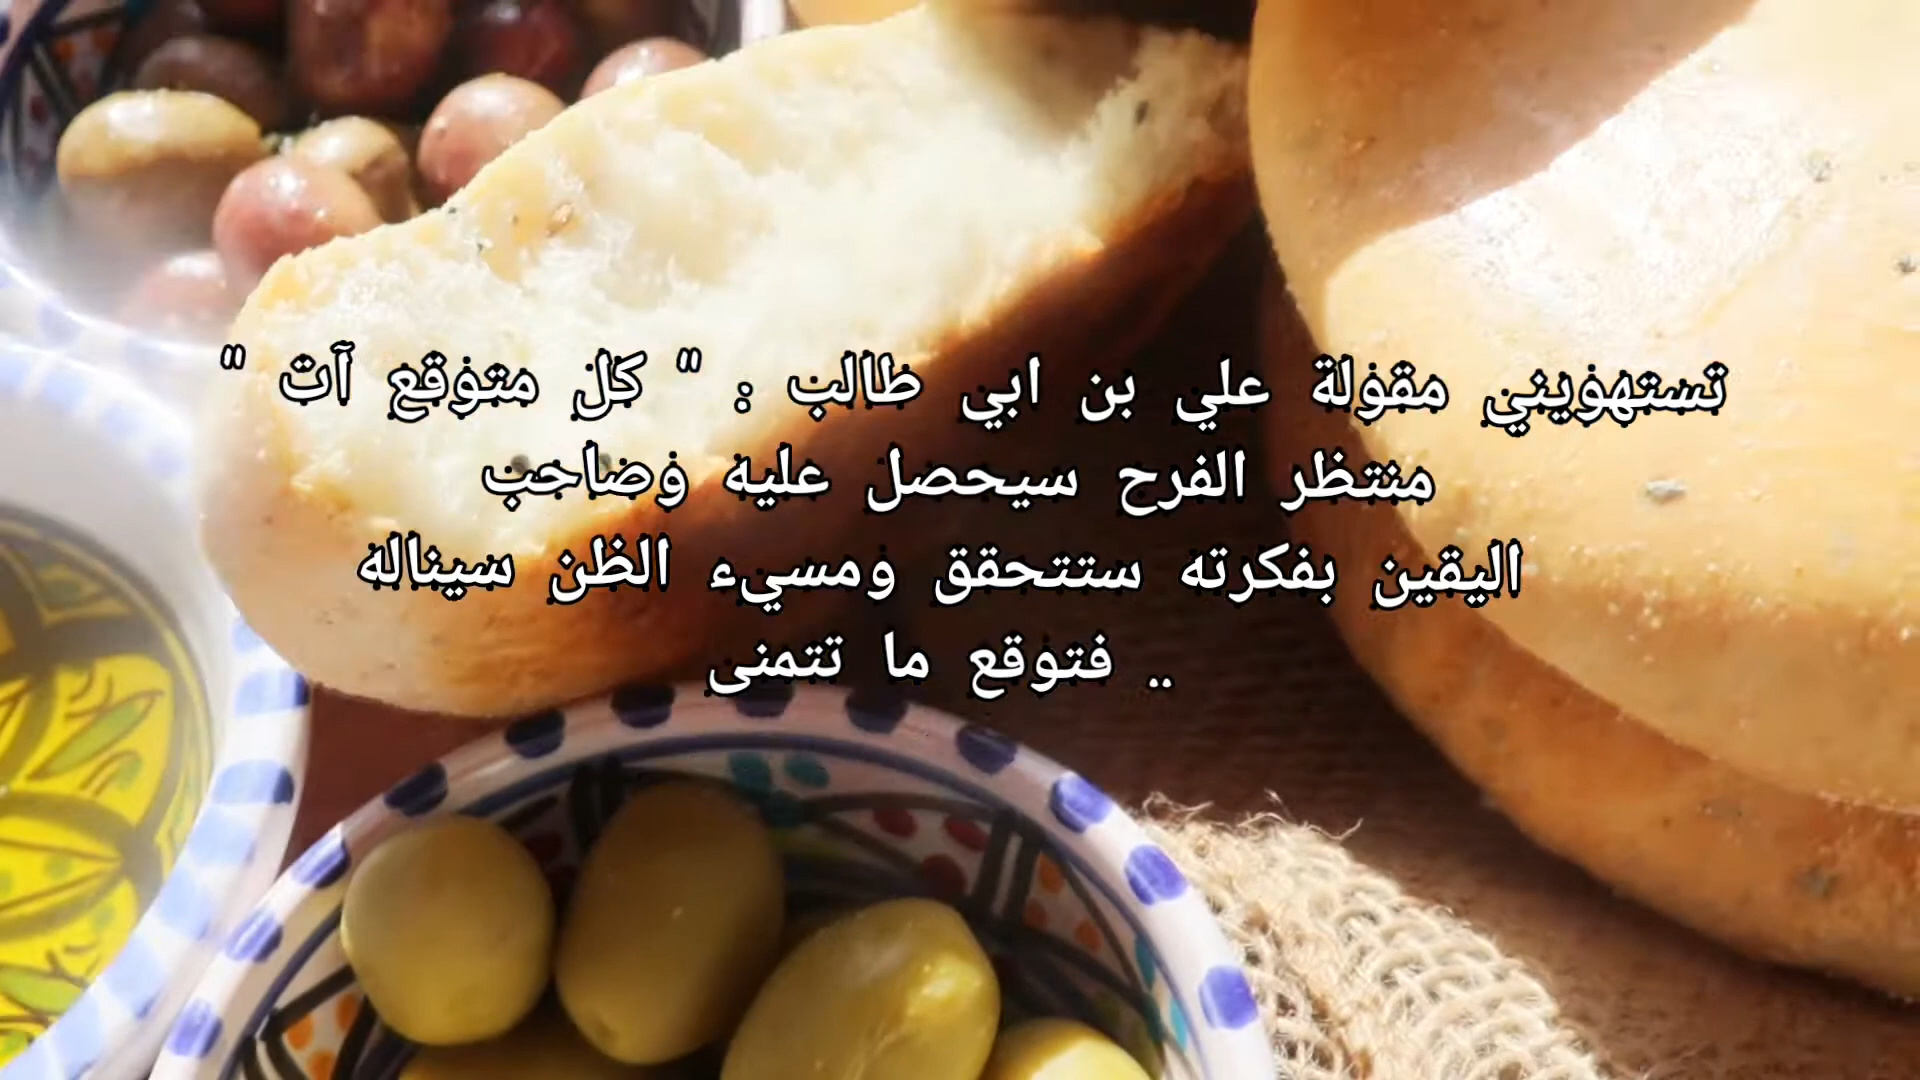 تستهويني مقولة علي بن ابي طالب : " كل متوقع آت "
منتظر الفرح سيحصل عليه وصاحب
اليقين بفكرته ستتحقق ومسيء الظن سيناله
.. فتوقع ما تتمنى